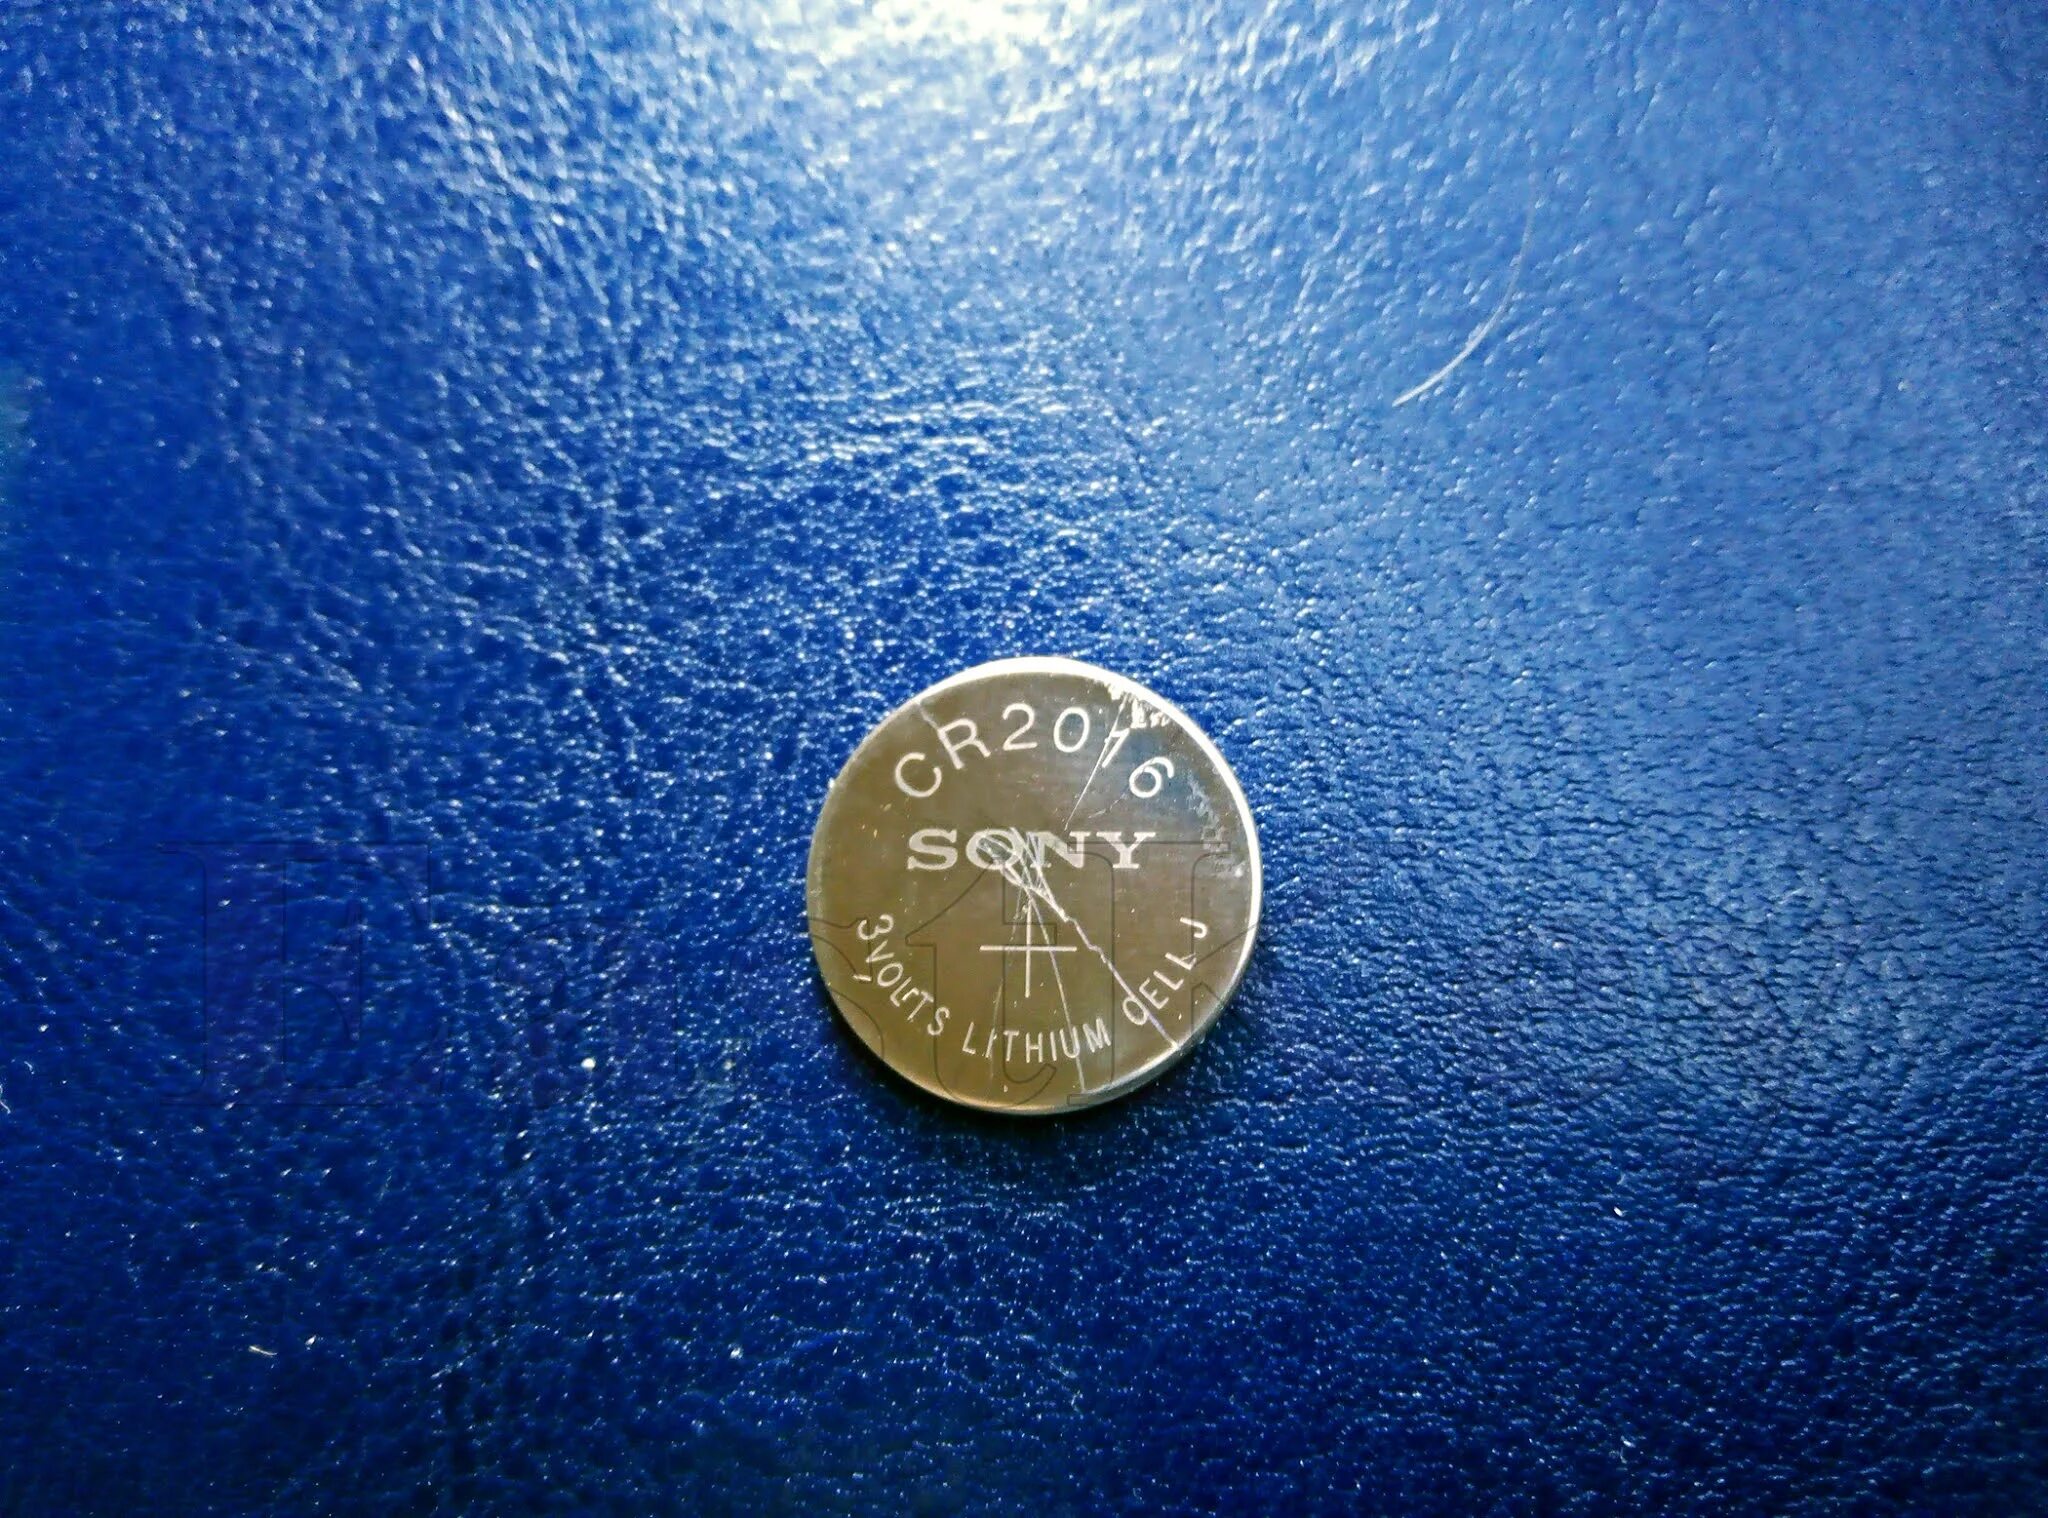 CR2016
SONY
+
3VOLTS LITHIUM CELL J